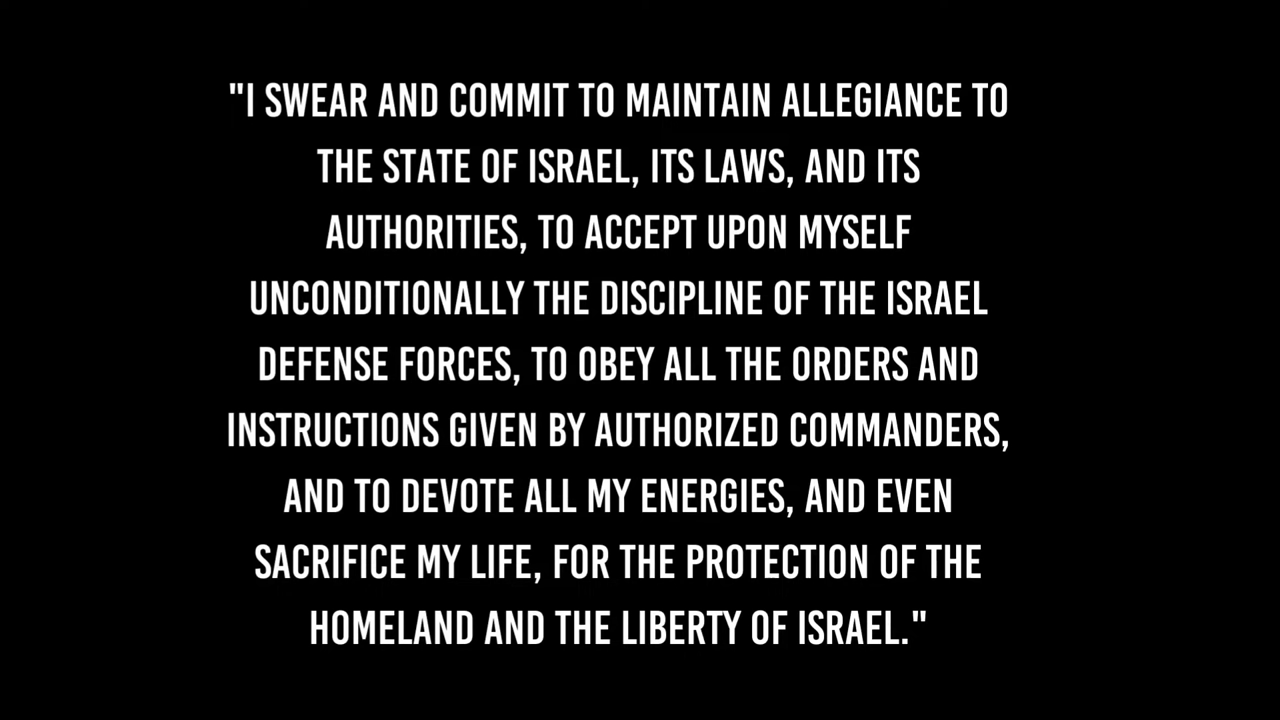 "I SWEAR AND COMMIT TO MAINTAIN ALLEGIANCE TO
THE STATE OF ISRAEL, ITS LAWS, AND ITS
AUTHORITIES, TO ACCEPT UPON MYSELF
UNCONDITIONALLY THE DISCIPLINE OF THE ISRAEL
DEFENSE FORCES, TO OBEY ALL THE ORDERS AND
INSTRUCTIONS GIVEN BY AUTHORIZED COMMANDERS,
AND TO DEVOTE ALL MY ENERGIES, AND EVEN
SACRIFICE MY LIFE, FOR THE PROTECTION OF THE
HOMELAND AND THE LIBERTY OF ISRAEL."